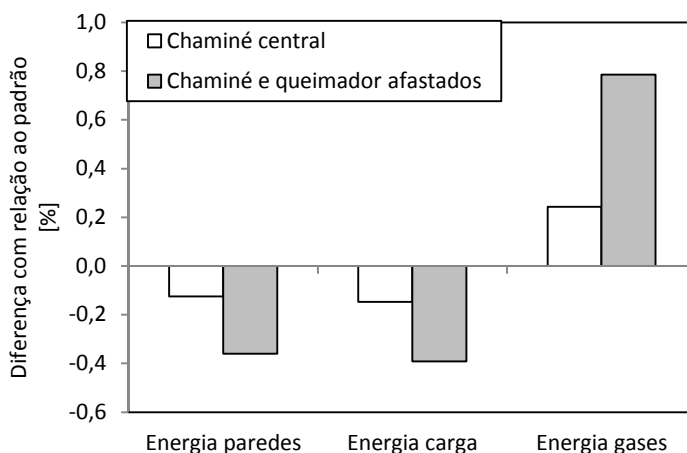 1,0
0,8
0,6
0,4
0,2
0,0
-0,2
-0,4
-0,6
Diferença com relação ao padrão
[%]
Chaminé central
Chaminé e queimador afastados
Energia paredes Energia carga Energia gases